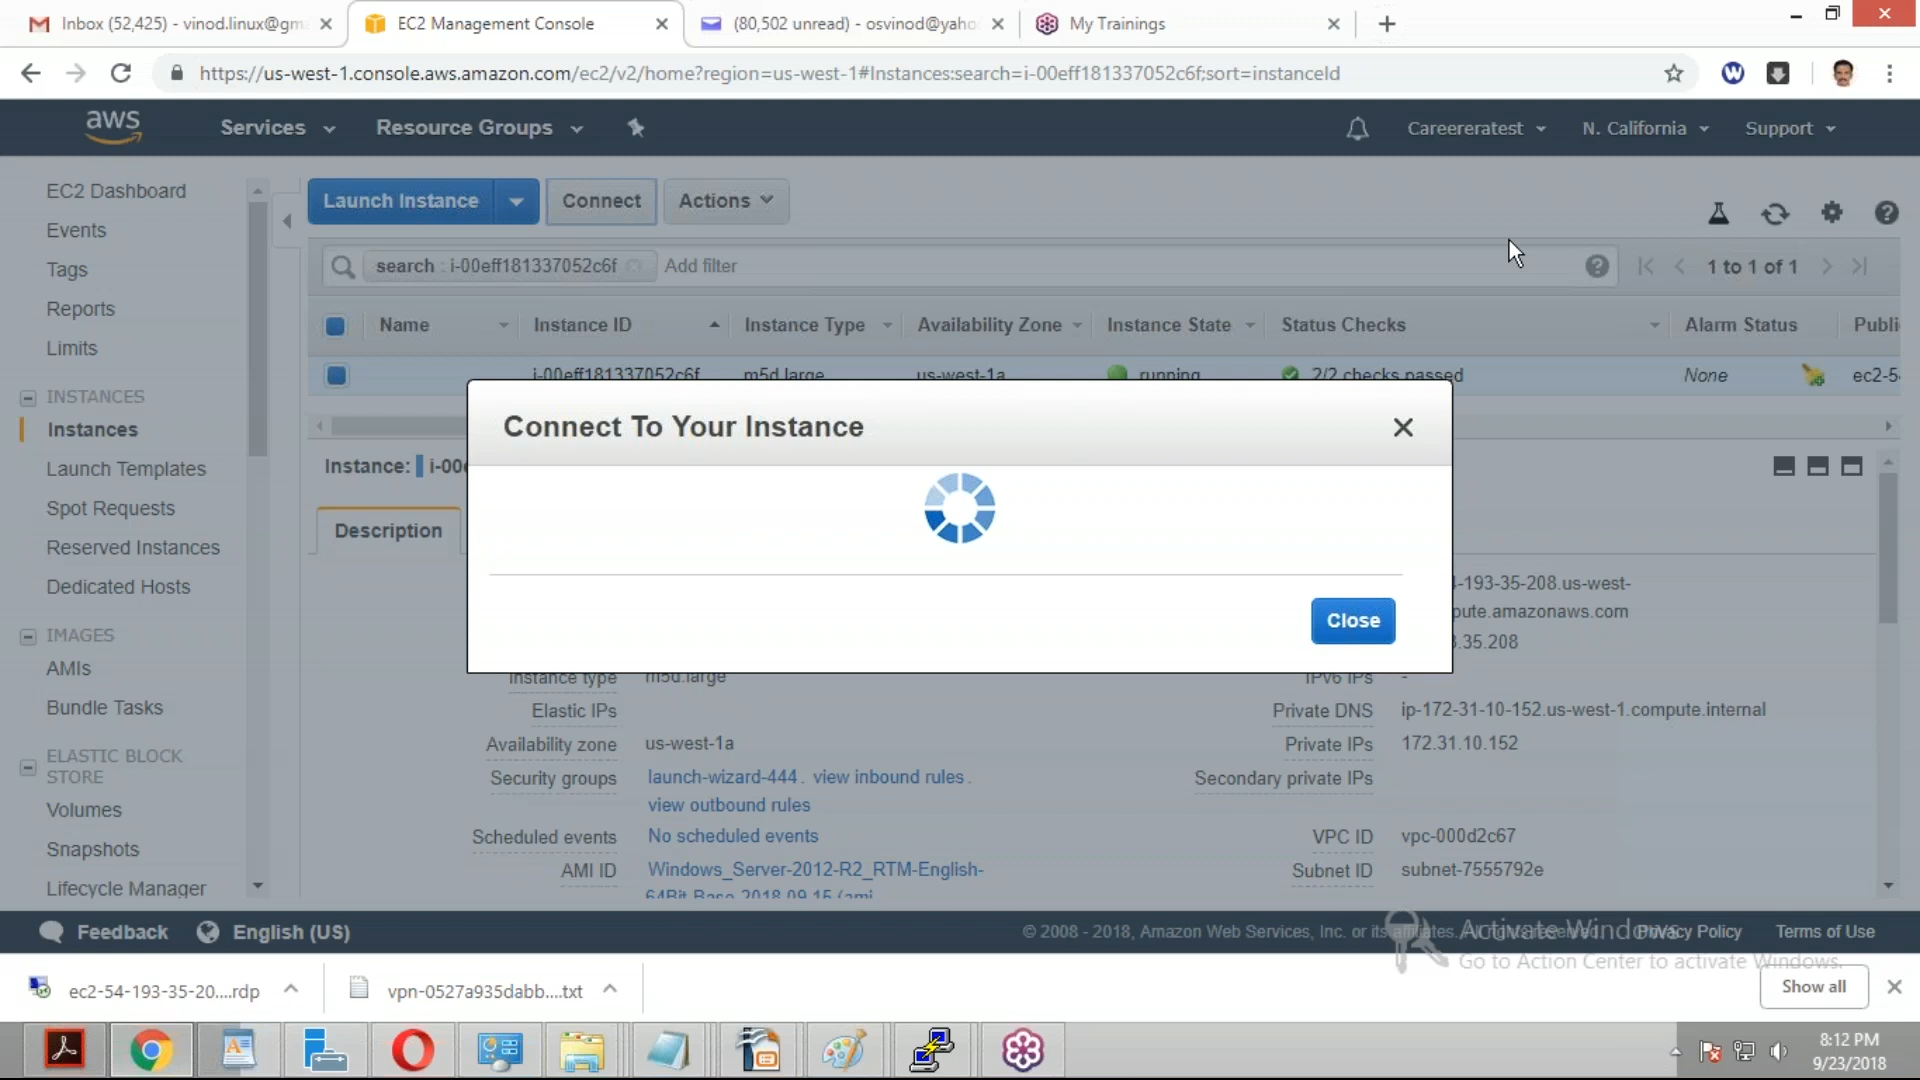 Inbox (52,425) - vinod.linux@gm
EC2 Management Console
(80,502 unread) - osvinod@yaho
My Trainings
https://us-west-1.console.aws.amazon.com/ec2/v2/home?region=us-west-1#Instances:search=i-00eff181337052c6f;sort=instanceId
W
aws
Services
Resource Groups
Careereratest
N. California
Support
EC2 Dashboard
Events
Tags
Reports
Limits
INSTANCES
Instances
Launch Templates
Spot Requests
Reserved Instances
Dedicated Hosts
IMAGES
AMIs
Bundle Tasks
ELASTIC BLOCK
STORE
Volumes
Snapshots
Lifecycle Manager
Launch Instance
Connect
Actions
search : i-00eff181337052c6f
Add filter
1 to 1 of 1
Name
Instance ID
Instance Type
Availability Zone
Instance State
Status Checks
Alarm Status
Publi
i-00eff181337052c6f
m5d.large
us-west-1a
running
2/2 checks passed
None
ec2-5
Instance:
i-00
Description
Connect To Your Instance
Close
-193-35-208.us-west-
pute.amazonaws.com
.35.208
Instance type
m5d.large
IPv6 IPs
-
Elastic IPs
Private DNS
ip-172-31-10-152.us-west-1.compute.internal
Availability zone
us-west-1a
Private IPs
172.31.10.152
Security groups
launch-wizard-444. view inbound rules.
view outbound rules
Secondary private IPs
Scheduled events
No scheduled events
VPC ID
vpc-000d2c67
AMI ID
Windows_Server-2012-R2_RTM-English-
64Bit-Base-2018.09.15 (ami
Subnet ID
subnet-7555792e
Feedback
English (US)
© 2008 - 2018, Amazon Web Services, Inc. or its affiliates. All rights reserved.
Privacy Policy
Terms of Use
Activate Windows
Go to Action Center to activate Windows.
ec2-54-193-35-20....rdp
vpn-0527a935dabb....txt
Show all
8:12 PM
9/23/2018